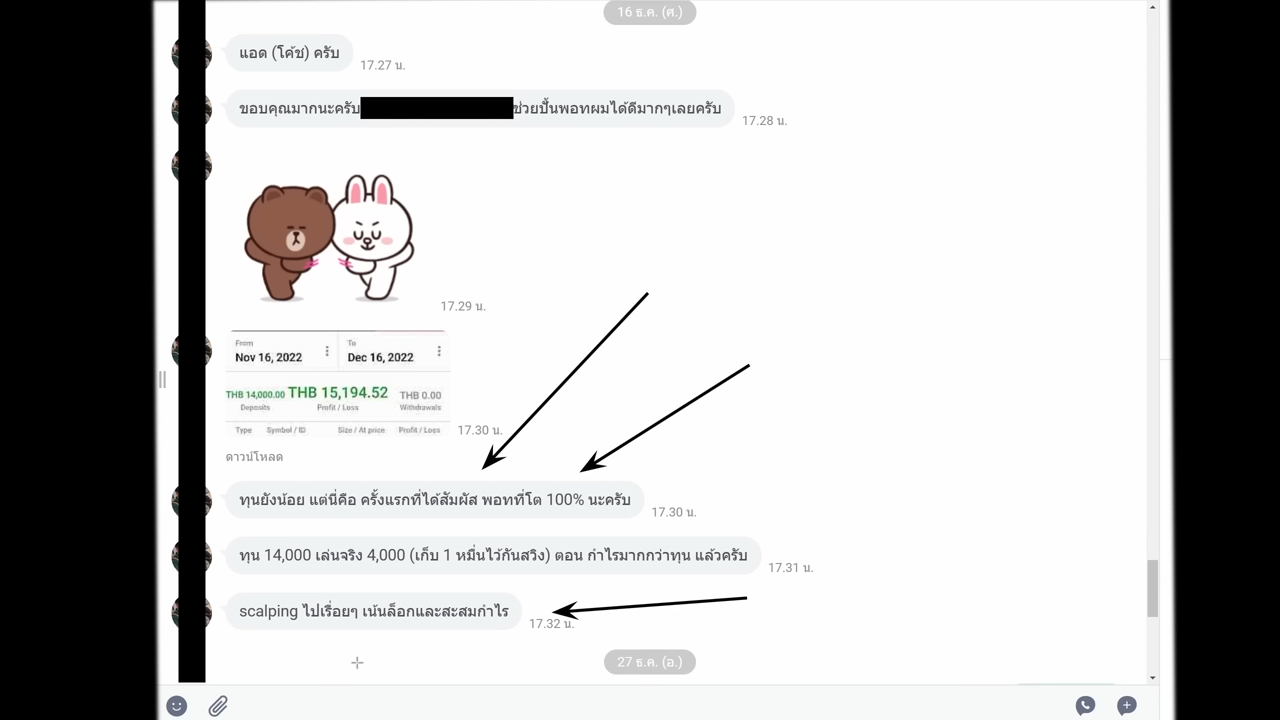 16 ธ.ค. (ศ.)
แอด (โค้ช) ครับ
17.27 น.
ขอบคุณมากนะครับ ช่วยปั้นพอทผมได้ดีมากๆเลยครับ
17.28 น.
17.29 น.
From To
Nov 16, 2022 Dec 16, 2022
THB 14,000.00 THB 15,194.52 THB 0.00
Deposits Profit / Loss Withdrawals
Type Symbol / ID Size / At price Profit / Loss
17.30 น.
ดาวน์โหลด
ทุนยังน้อย แต่นี่คือ ครั้งแรกที่ได้สัมผัส พอทที่โต 100% นะครับ
17.30 น.
ทุน 14,000 เล่นจริง 4,000 (เก็บ 1 หมื่นไว้กันสวิง) ตอน กำไรมากกว่าทุน แล้วครับ
17.31 น.
scalping ไปเรื่อยๆ เน้นล็อกและสะสมกำไร
17.32 น.
27 ธ.ค. (อ.)